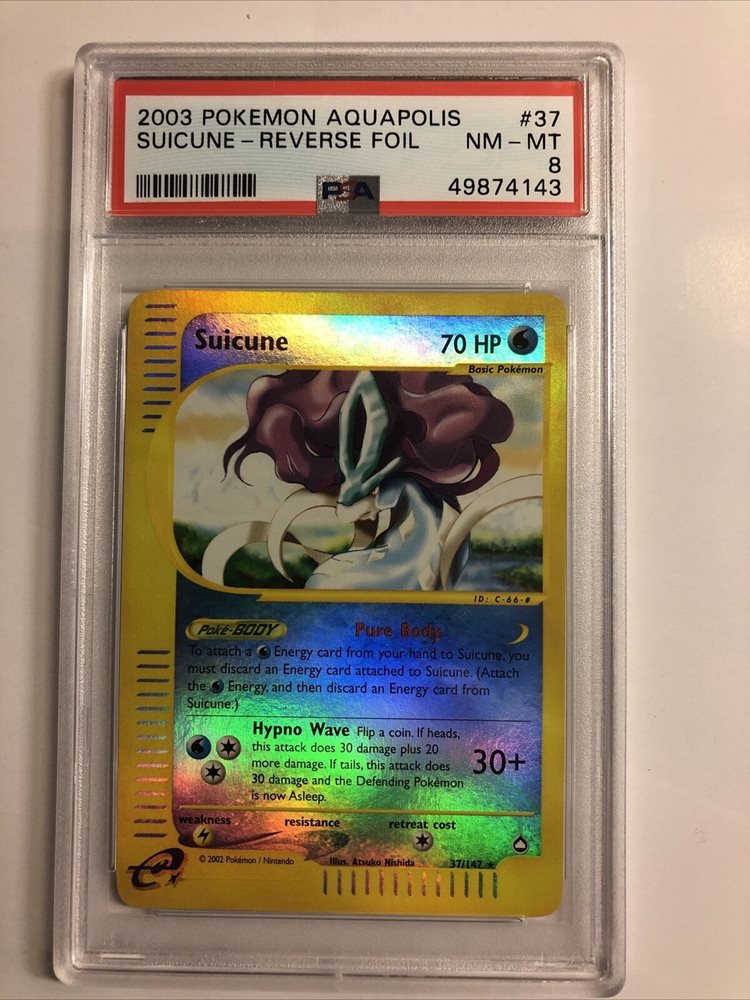 2003 POKEMON AQUAPOLIS #37
SUICUNE – REVERSE FOIL NM – MT
8
PSA 49874143
Suicune 70 HP
Basic Pokémon
ID: C-66-#
Poké-BODY Pure Body
To attach a Energy card from your hand to Suicune, you
must discard an Energy card attached to Suicune. (Attach
the Energy, and then discard an Energy card from
Suicune.)
Hypno Wave Flip a coin. If heads,
this attack does 30 damage plus 20
more damage. If tails, this attack does
30 damage and the Defending Pokémon
is now Asleep.
30+
weakness resistance retreat cost
© 2002 Pokémon / Nintendo Illus. Atsuko Nishida 37/147 ★
e